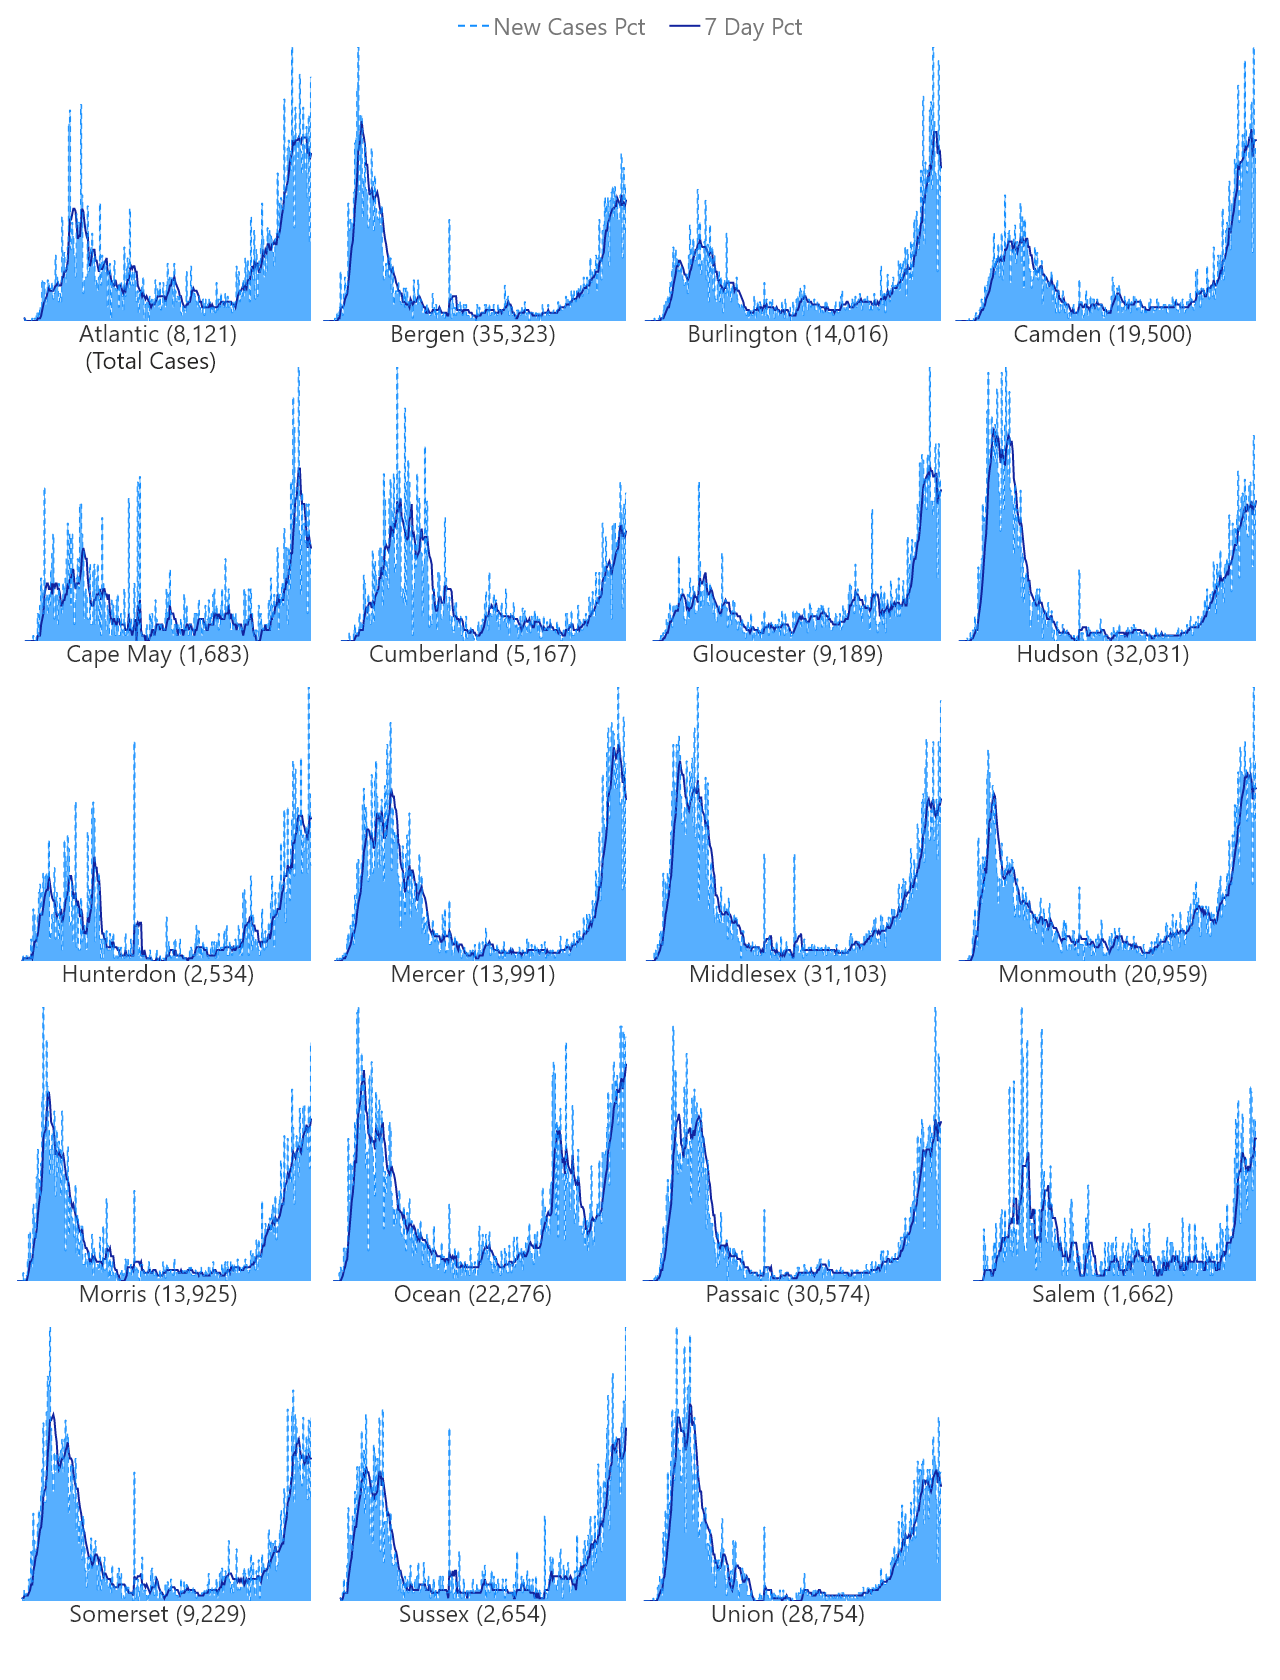 New Cases Pct 7 Day Pct
Atlantic (8,121) Bergen (35,323) Burlington (14,016) Camden (19,500)
(Total Cases)
Cape May (1,683) Cumberland (5,167) Gloucester (9,189) Hudson (32,031)
Hunterdon (2,534) Mercer (13,991) Middlesex (31,103) Monmouth (20,959)
Morris (13,925) Ocean (22,276) Passaic (30,574) Salem (1,662)
Somerset (9,229) Sussex (2,654) Union (28,754)